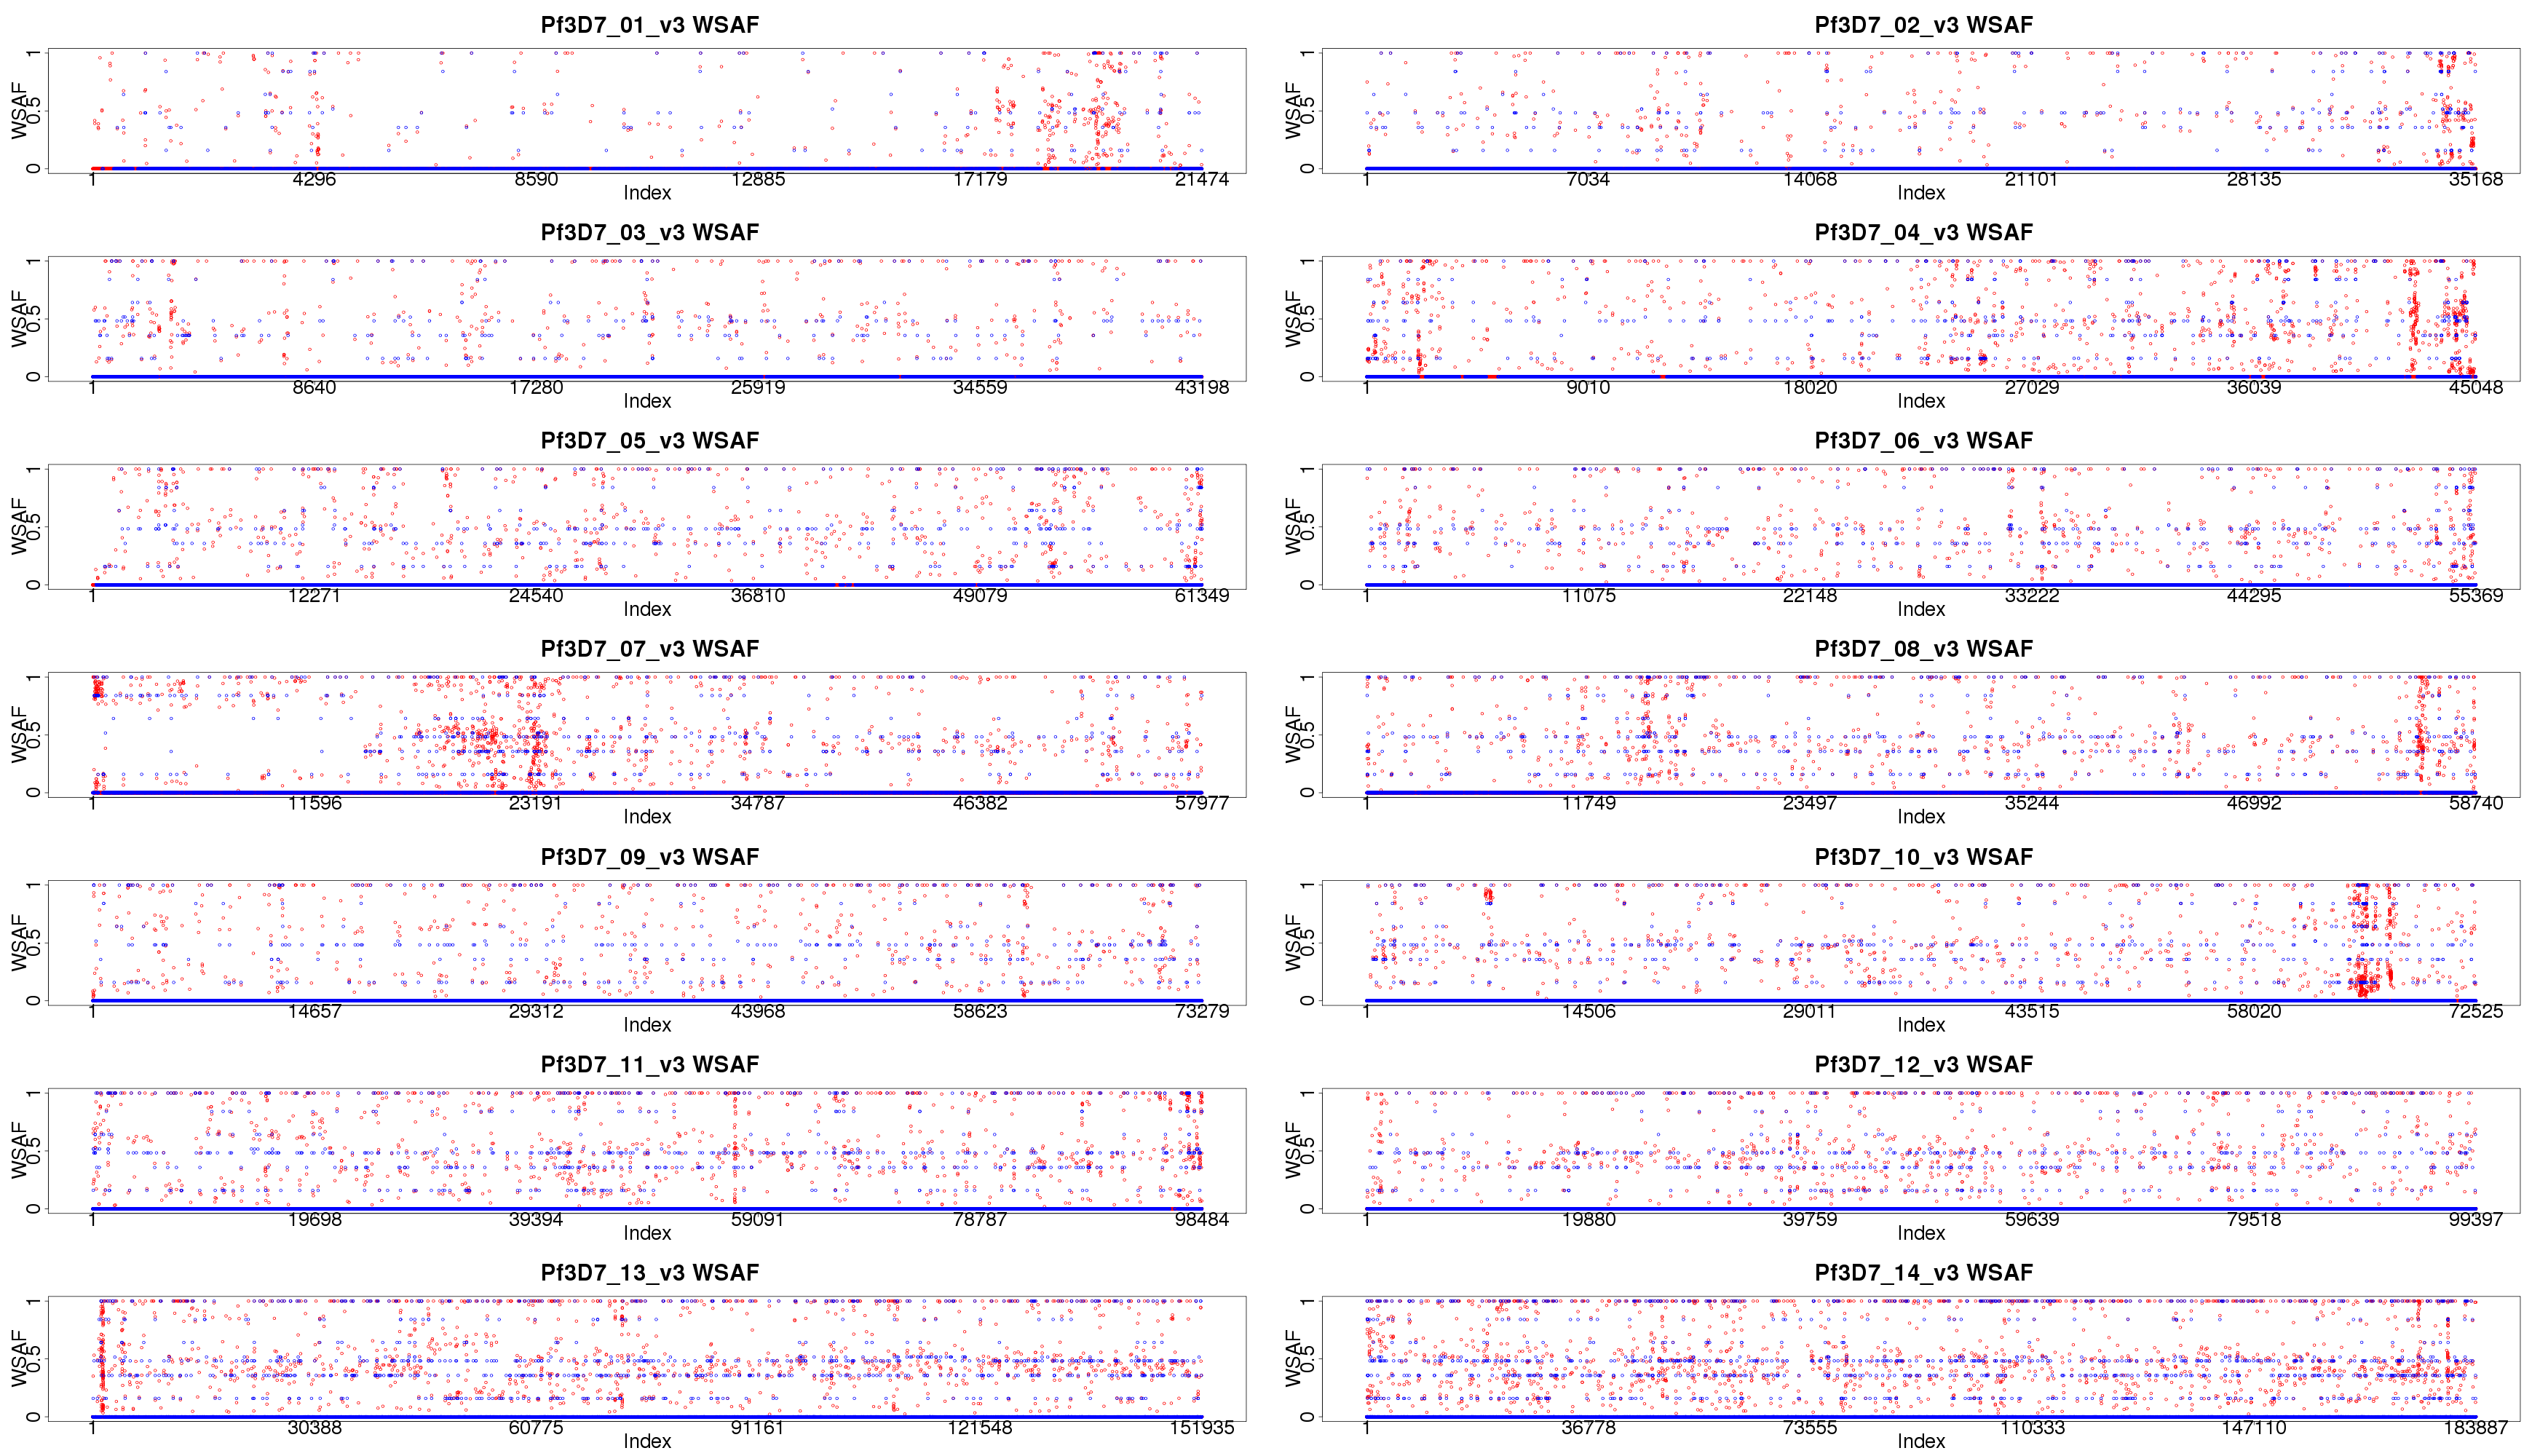 Pf3D7_01_v3 WSAF
WSAF
0 0.5 1
1 4296 8590 12885 17179 21474
Index
Pf3D7_02_v3 WSAF
WSAF
0 0.5 1
1 7034 14068 21101 28135 35168
Index
Pf3D7_03_v3 WSAF
WSAF
0 0.5 1
1 8640 17280 25919 34559 43198
Index
Pf3D7_04_v3 WSAF
WSAF
0 0.5 1
1 9010 18020 27029 36039 45048
Index
Pf3D7_05_v3 WSAF
WSAF
0 0.5 1
1 12271 24540 36810 49079 61349
Index
Pf3D7_06_v3 WSAF
WSAF
0 0.5 1
1 11075 22148 33222 44295 55369
Index
Pf3D7_07_v3 WSAF
WSAF
0 0.5 1
1 11596 23191 34787 46382 57977
Index
Pf3D7_08_v3 WSAF
WSAF
0 0.5 1
1 11749 23497 35244 46992 58740
Index
Pf3D7_09_v3 WSAF
WSAF
0 0.5 1
1 14657 29312 43968 58623 73279
Index
Pf3D7_10_v3 WSAF
WSAF
0 0.5 1
1 14506 29011 43515 58020 72525
Index
Pf3D7_11_v3 WSAF
WSAF
0 0.5 1
1 19698 39394 59091 78787 98484
Index
Pf3D7_12_v3 WSAF
WSAF
0 0.5 1
1 19880 39759 59639 79518 99397
Index
Pf3D7_13_v3 WSAF
WSAF
0 0.5 1
1 30388 60775 91161 121548 151935
Index
Pf3D7_14_v3 WSAF
WSAF
0 0.5 1
1 36778 73555 110333 147110 183887
Index